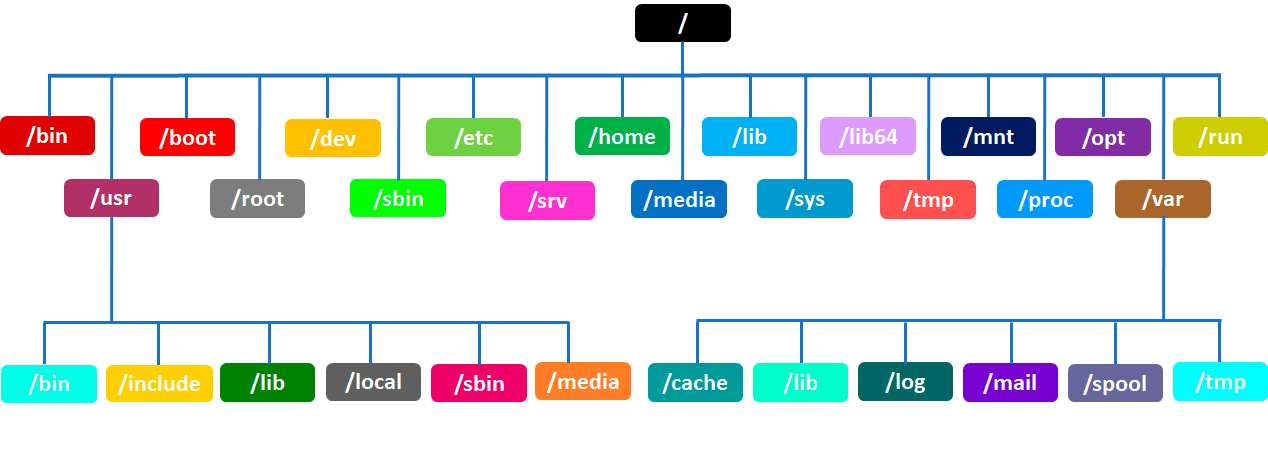 /
/bin
/boot
/dev
/etc
/home
/lib
/lib64
/mnt
/opt
/run
/usr
/root
/sbin
/srv
/media
/sys
/tmp
/proc
/var
/bin
/include
/lib
/local
/sbin
/media
/cache
/lib
/log
/mail
/spool
/tmp